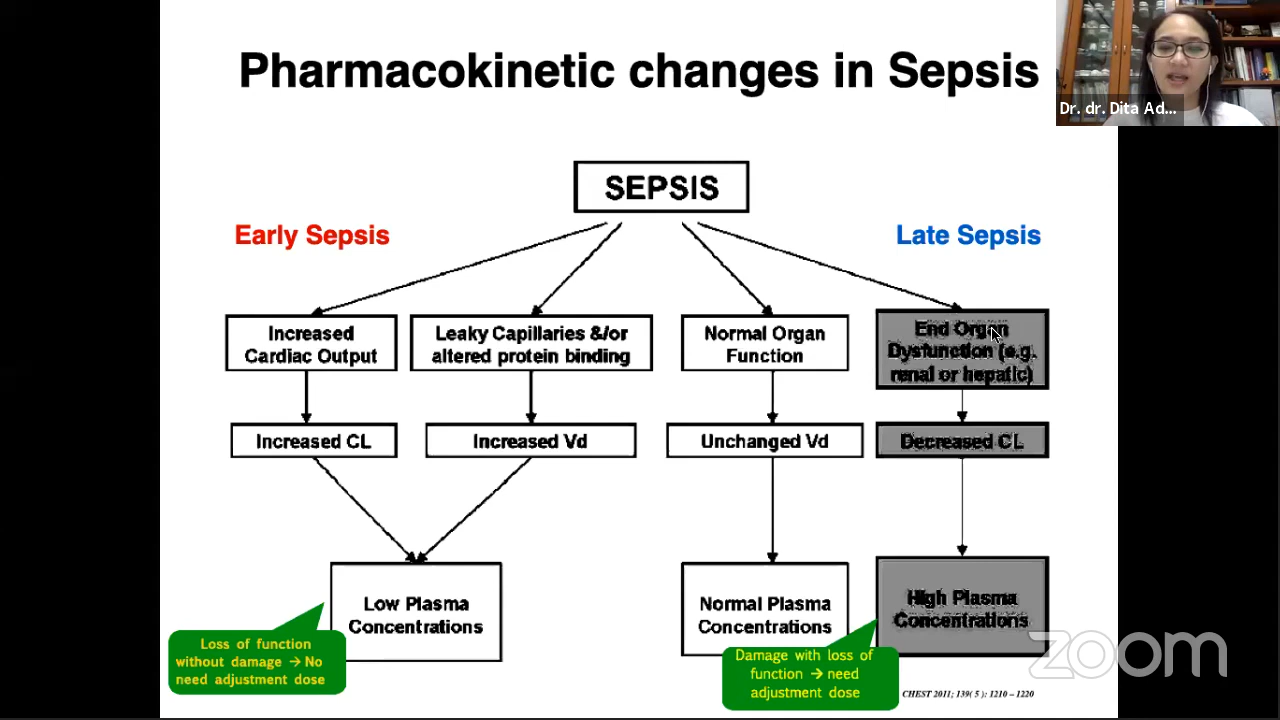 Pharmacokinetic changes in Sepsis
Dr. dr. Dita Ad...
SEPSIS
Early Sepsis
Late Sepsis
Increased
Cardiac Output
Leaky Capillaries &/or
altered protein binding
Normal Organ
Function
End Organ
Dysfunction (e.g.
renal or hepatic)
Increased CL
Increased Vd
Unchanged Vd
Decreased CL
Low Plasma
Concentrations
Normal Plasma
Concentrations
High Plasma
Concentrations
Loss of function
without damage → No
need adjustment dose
Damage with loss of
function → need
adjustment dose
CHEST 2011; 139( 5 ): 1210 – 1220
zoom